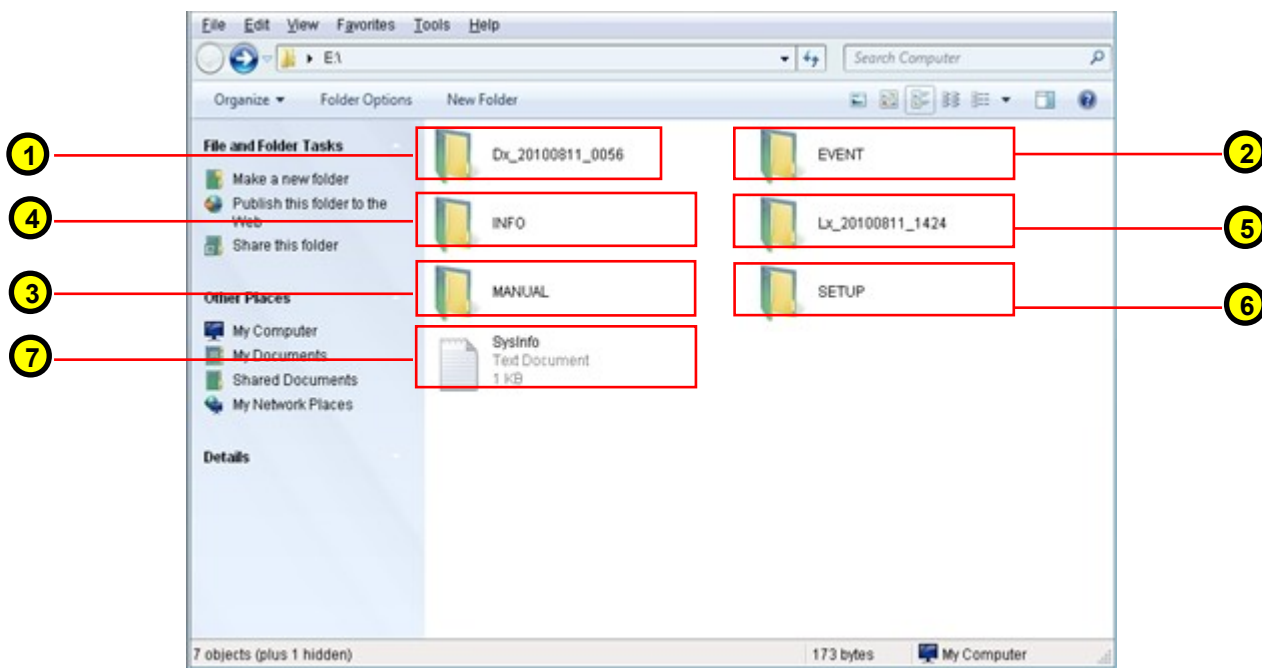 File Edit View Favorites Tools Help
E:\
Search Computer
Organize Folder Options New Folder
File and Folder Tasks
Make a new folder
Publish this folder to the
Web
Share this folder
Other Places
My Computer
My Documents
Shared Documents
My Network Places
Details
1
Dx_20100811_0056
EVENT
2
4
INFO
Lx_20100811_1424
5
3
MANUAL
SETUP
6
7
SysInfo
Text Document
1 KB
7 objects (plus 1 hidden)
173 bytes
My Computer